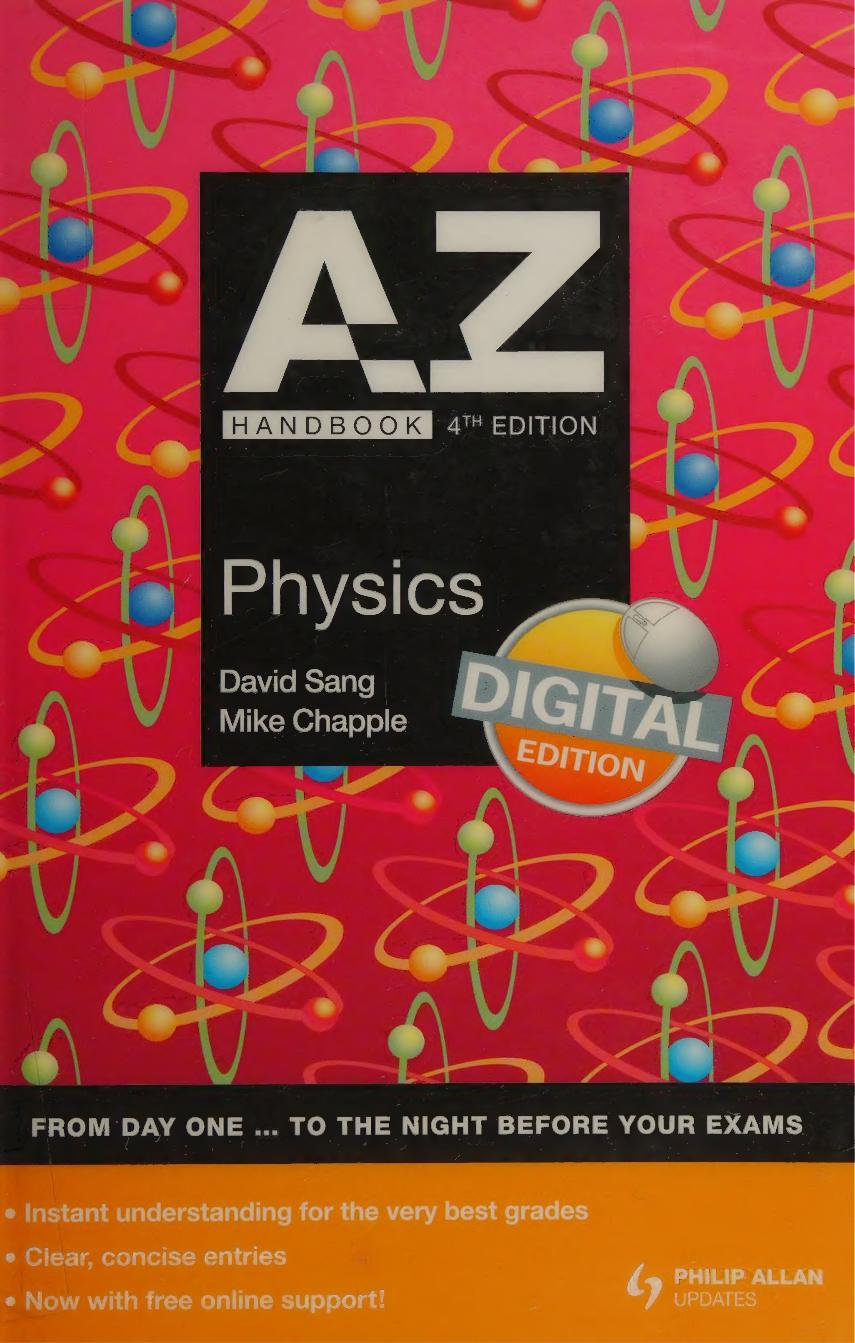 A-Z
HANDBOOK 4TH EDITION
Physics
David Sang
Mike Chapple
DIGITAL
EDITION
FROM DAY ONE ... TO THE NIGHT BEFORE YOUR EXAMS
• Instant understanding for the very best grades
• Clear, concise entries
• Now with free online support!
PHILIP ALLAN
UPDATES